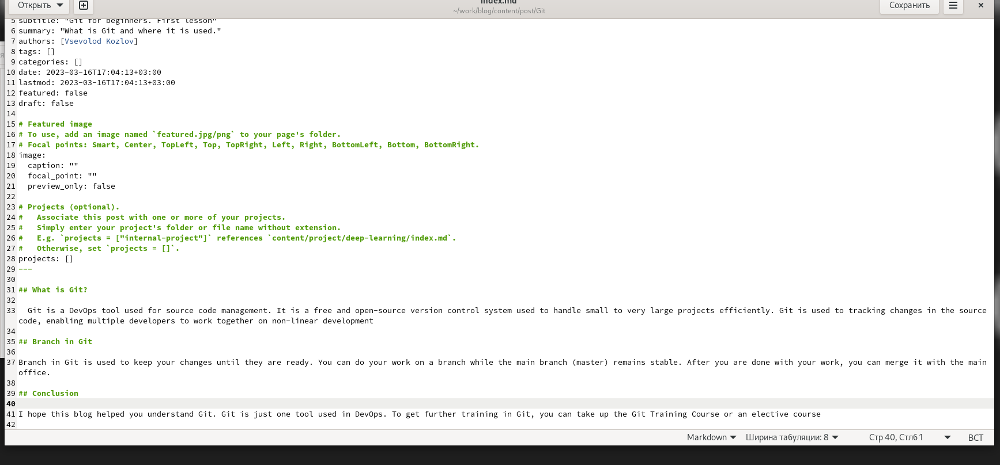 Открыть
index.md
~/work/blog/content/post/Git
Сохранить
5 subtitle: "Git for beginners. First lesson"
6 summary: "What is Git and where it is used."
7 authors: [Vsevolod Kozlov]
8 tags: []
9 categories: []
10 date: 2023-03-16T17:04:13+03:00
11 lastmod: 2023-03-16T17:04:13+03:00
12 featured: false
13 draft: false
14
15 # Featured image
16 # To use, add an image named `featured.jpg/png` to your page's folder.
17 # Focal points: Smart, Center, TopLeft, Top, TopRight, Left, Right, BottomLeft, Bottom, BottomRight.
18 image:
19   caption: ""
20   focal_point: ""
21   preview_only: false
22
23 # Projects (optional).
24 #   Associate this post with one or more of your projects.
25 #   Simply enter your project's folder or file name without extension.
26 #   E.g. `projects = ["internal-project"]` references `content/project/deep-learning/index.md`.
27 #   Otherwise, set `projects = []`.
28 projects: []
29 ---
30
31 ## What is Git?
32
33   Git is a DevOps tool used for source code management. It is a free and open-source version control system used to handle small to very large projects efficiently. Git is used to tracking changes in the source
code, enabling multiple developers to work together on non-linear development
34
35 ## Branch in Git
36
37 Branch in Git is used to keep your changes until they are ready. You can do your work on a branch while the main branch (master) remains stable. After you are done with your work, you can merge it with the main
office.
38
39 ## Conclusion
40
41 I hope this blog helped you understand Git. Git is just one tool used in DevOps. To get further training in Git, you can take up the Git Training Course or an elective course
42
Markdown Ширина табуляции: 8 Стр 40, Стлб 1 ВСТ